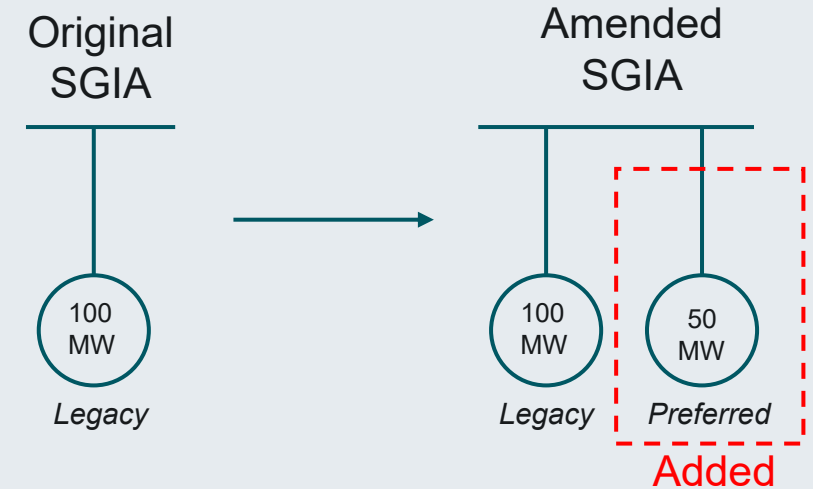 Original
SGIA
Amended
SGIA
100
MW
Legacy
100
MW
Legacy
50
MW
Preferred
Added